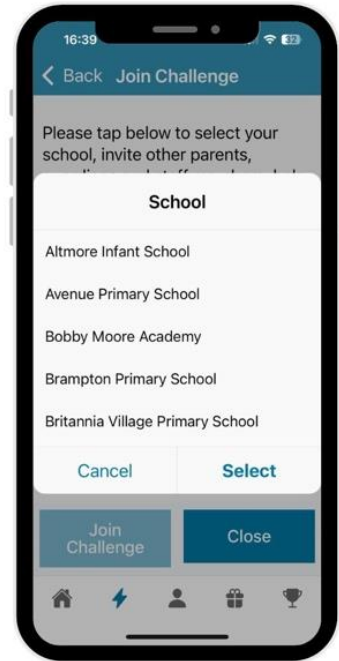 16:39
32
Back Join Challenge
Please tap below to select your
school, invite other parents,
School
Altmore Infant School
Avenue Primary School
Bobby Moore Academy
Brampton Primary School
Britannia Village Primary School
Cancel Select
Join
Challenge
Close